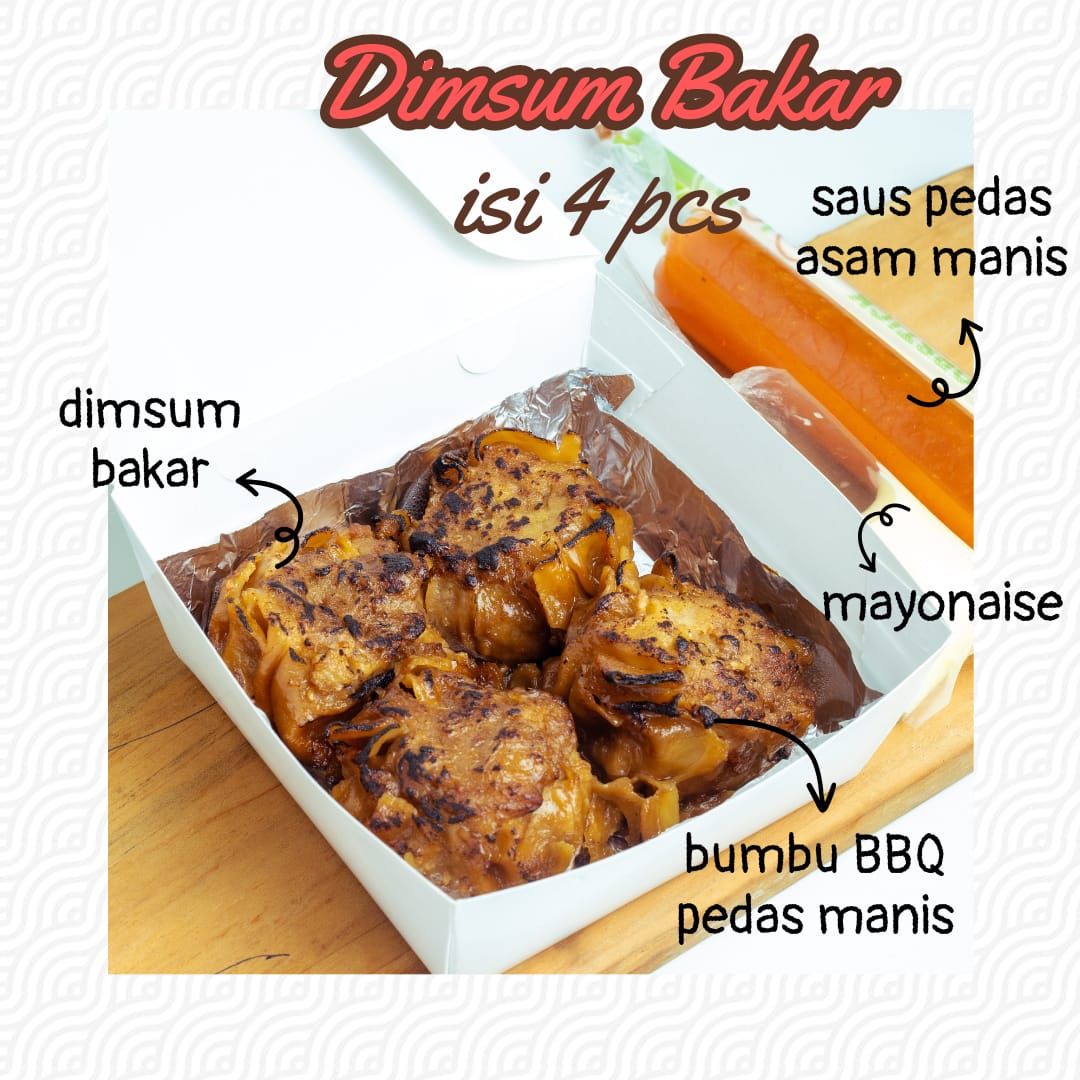 Dimsum Bakar
isi 4 pcs
saus pedas
asam manis
dimsum
bakar
mayonaise
bumbu BBQ
pedas manis